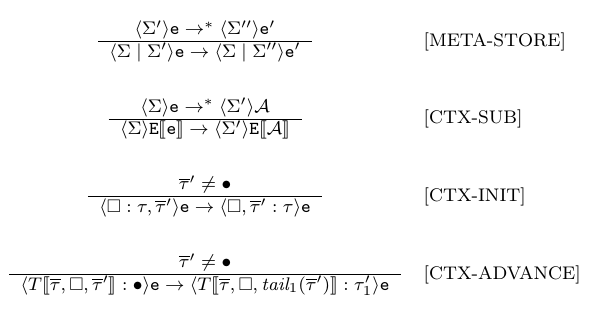 ⟨Σ′⟩e →* ⟨Σ″⟩e′
⟨Σ | Σ′⟩e → ⟨Σ | Σ″⟩e′ [META-STORE]
⟨Σ⟩e →* ⟨Σ′⟩𝒜
⟨Σ⟩E⟦e⟧ → ⟨Σ′⟩E⟦𝒜⟧ [CTX-SUB]
τ̅′ ≠ •
⟨□ : τ, τ̅′⟩e → ⟨□, τ̅′ : τ⟩e [CTX-INIT]
τ̅′ ≠ •
⟨T⟦τ̅, □, τ̅′⟧ : •⟩e → ⟨T⟦τ̅, □, tail₁(τ̅′)⟧ : τ′₁⟩e [CTX-ADVANCE]